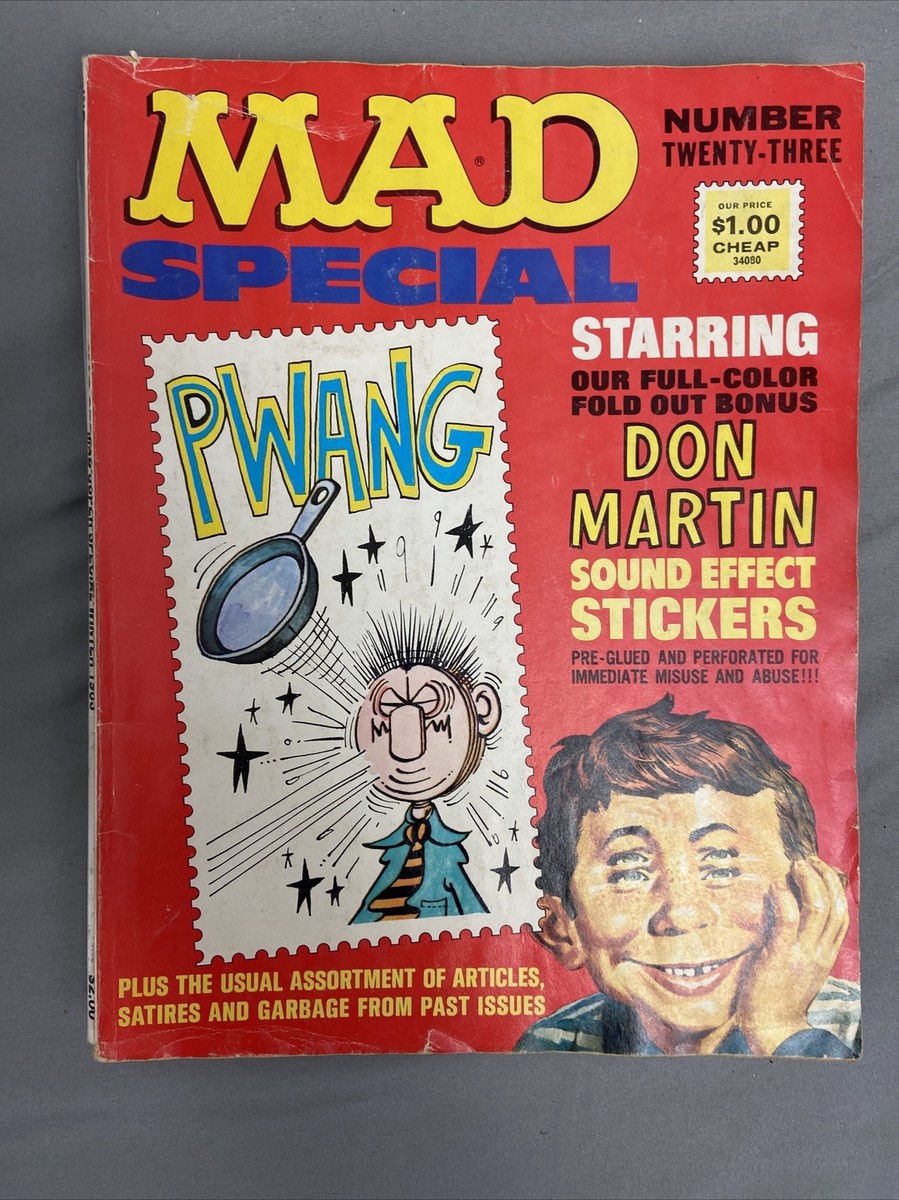 MAD
®
SPECIAL
NUMBER
TWENTY-THREE
OUR PRICE
$1.00
CHEAP
34080
PWANG
STARRING
OUR FULL-COLOR
FOLD OUT BONUS
DON
MARTIN
SOUND EFFECT
STICKERS
PRE-GLUED AND PERFORATED FOR
IMMEDIATE MISUSE AND ABUSE!!!
PLUS THE USUAL ASSORTMENT OF ARTICLES,
SATIRES AND GARBAGE FROM PAST ISSUES
$2.00